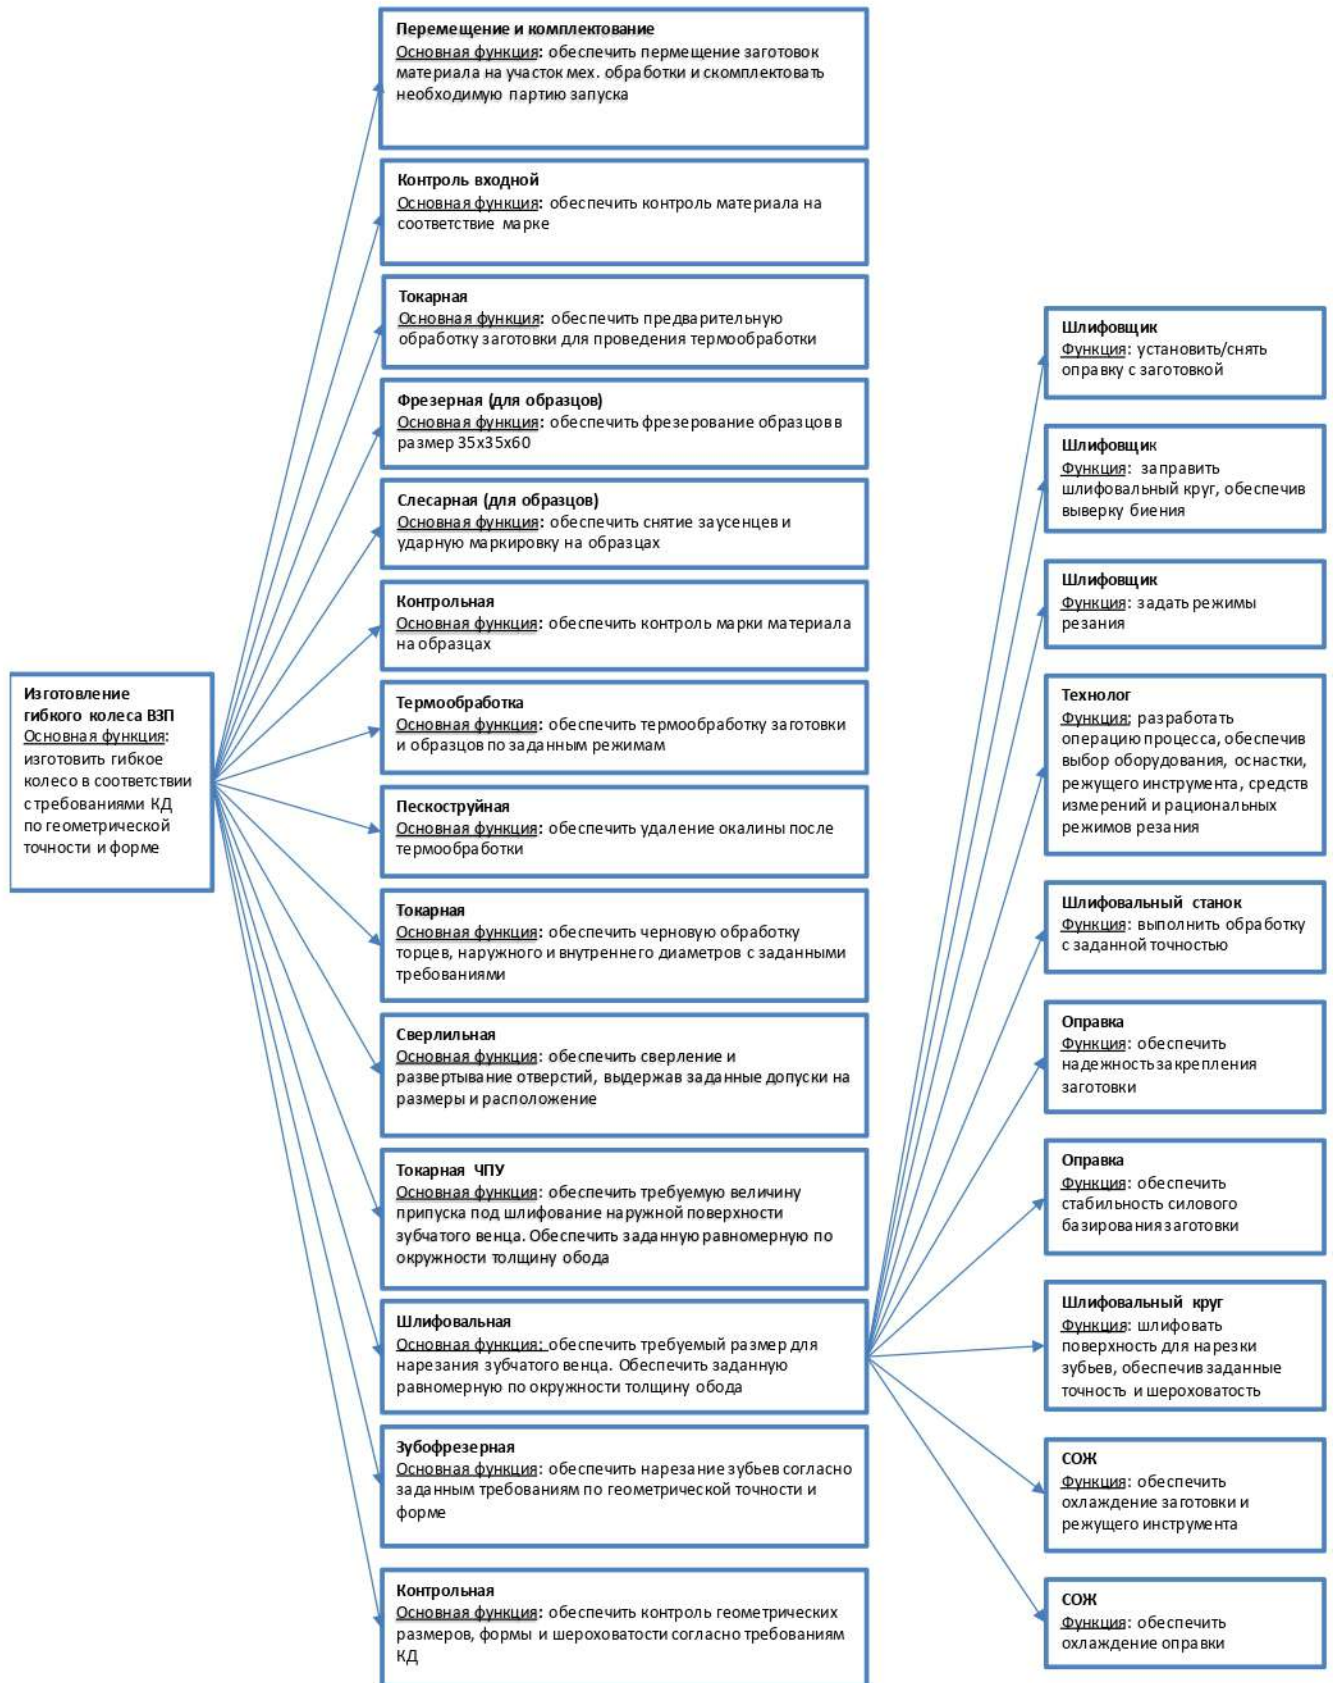 Изготовление
гибкого колеса ВЗП
Основная функция:
изготовить гибкое
колесо в соответствии
с требованиями КД
по геометрической
точности и форме
Перемещение и комплектование
Основная функция: обеспечить пермещение заготовок
материала на участок мех. обработки и скомплектовать
необходимую партию запуска
Контроль входной
Основная функция: обеспечить контроль материала на
соответствие марке
Токарная
Основная функция: обеспечить предварительную
обработку заготовки для проведения термообработки
Фрезерная (для образцов)
Основная функция: обеспечить фрезерование образцов в
размер 35х35х60
Слесарная (для образцов)
Основная функция: обеспечить снятие заусенцев и
ударную маркировку на образцах
Контрольная
Основная функция: обеспечить контроль марки материала
на образцах
Термообработка
Основная функция: обеспечить термообработку заготовки
и образцов по заданным режимам
Пескоструйная
Основная функция: обеспечить удаление окалины после
термообработки
Токарная
Основная функция: обеспечить черновую обработку
торцев, наружного и внутреннего диаметров с заданными
требованиями
Сверлильная
Основная функция: обеспечить сверление и
развертывание отверстий, выдержав заданные допуски на
размеры и расположение
Токарная ЧПУ
Основная функция: обеспечить требуемую величину
припуска под шлифование наружной поверхности
зубчатого венца. Обеспечить заданную равномерную по
окружности толщину обода
Шлифовальная
Основная функция: обеспечить требуемый размер для
нарезания зубчатого венца. Обеспечить заданную
равномерную по окружности толщину обода
Зубофрезерная
Основная функция: обеспечить нарезание зубьев согласно
заданным требованиям по геометрической точности и
форме
Контрольная
Основная функция: обеспечить контроль геометрических
размеров, формы и шероховатости согласно требованиям
КД
Шлифовщик
Функция: установить/снять
оправку с заготовкой
Шлифовщик
Функция: заправить
шлифовальный круг, обеспечив
выверку биения
Шлифовщик
Функция: задать режимы
резания
Технолог
Функция: разработать
операцию процесса, обеспечив
выбор оборудования, оснастки,
режущего инструмента, средств
измерений и рациональных
режимов резания
Шлифовальный станок
Функция: выполнить обработку
с заданной точностью
Оправка
Функция: обеспечить
надежность закрепления
заготовки
Оправка
Функция: обеспечить
стабильность силового
базирования заготовки
Шлифовальный круг
Функция: шлифовать
поверхность для нарезки
зубьев, обеспечив заданные
точность и шероховатость
СОЖ
Функция: обеспечить
охлаждение заготовки и
режущего инструмента
СОЖ
Функция: обеспечить
охлаждение оправки